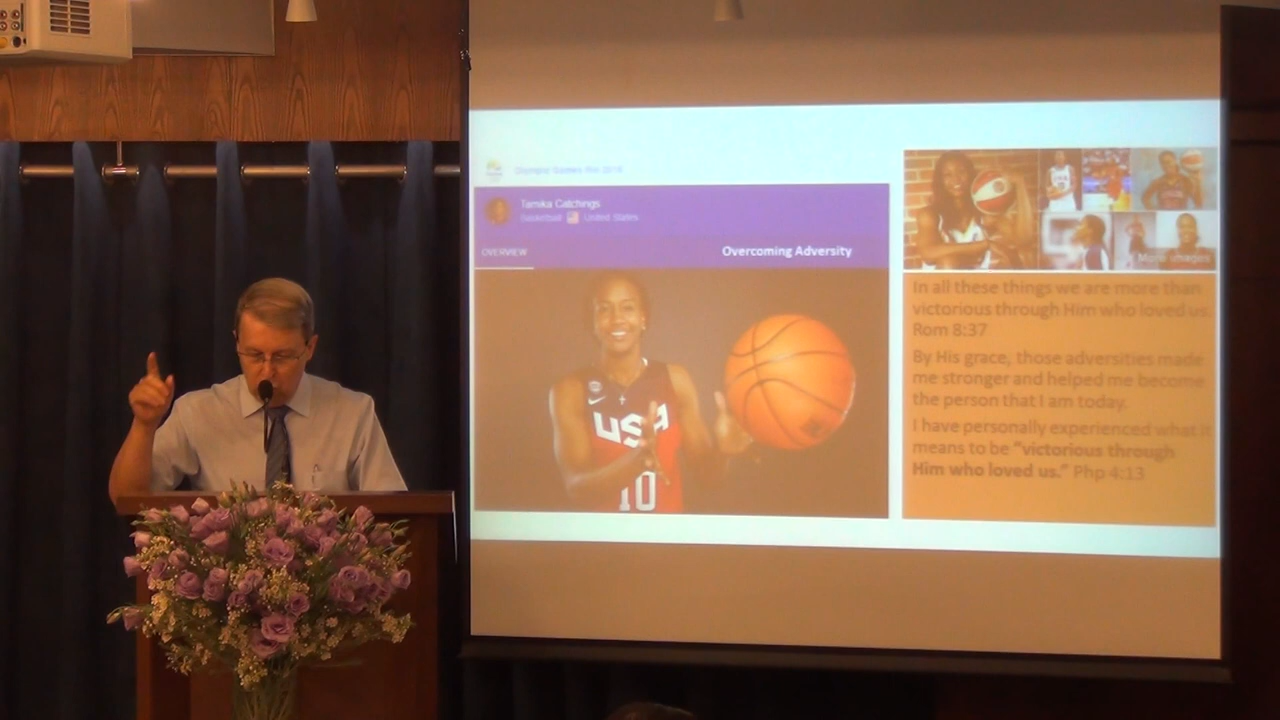 Olympic Games Rio 2016
Tamika Catchings
Basketball United States
OVERVIEW
Overcoming Adversity
USA
10
More images
In all these things we are more than
victorious through Him who loved us.
Rom 8:37
By His grace, those adversities made
me stronger and helped me become
the person that I am today.
I have personally experienced what it
means to be “victorious through
Him who loved us.” Php 4:13